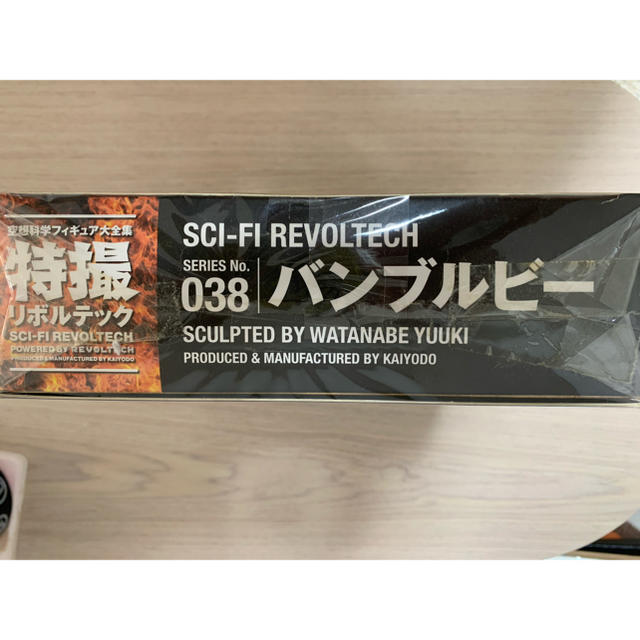 空想科学フィギュア大全集
特撮
リボルテック
SCI-FI REVOLTECH
POWERED BY REVOLTECH
PRODUCED & MANUFACTURED BY KAIYODO
SCI-FI REVOLTECH
SERIES No.
038
バンブルビー
SCULPTED BY WATANABE YUUKI
PRODUCED & MANUFACTURED BY KAIYODO